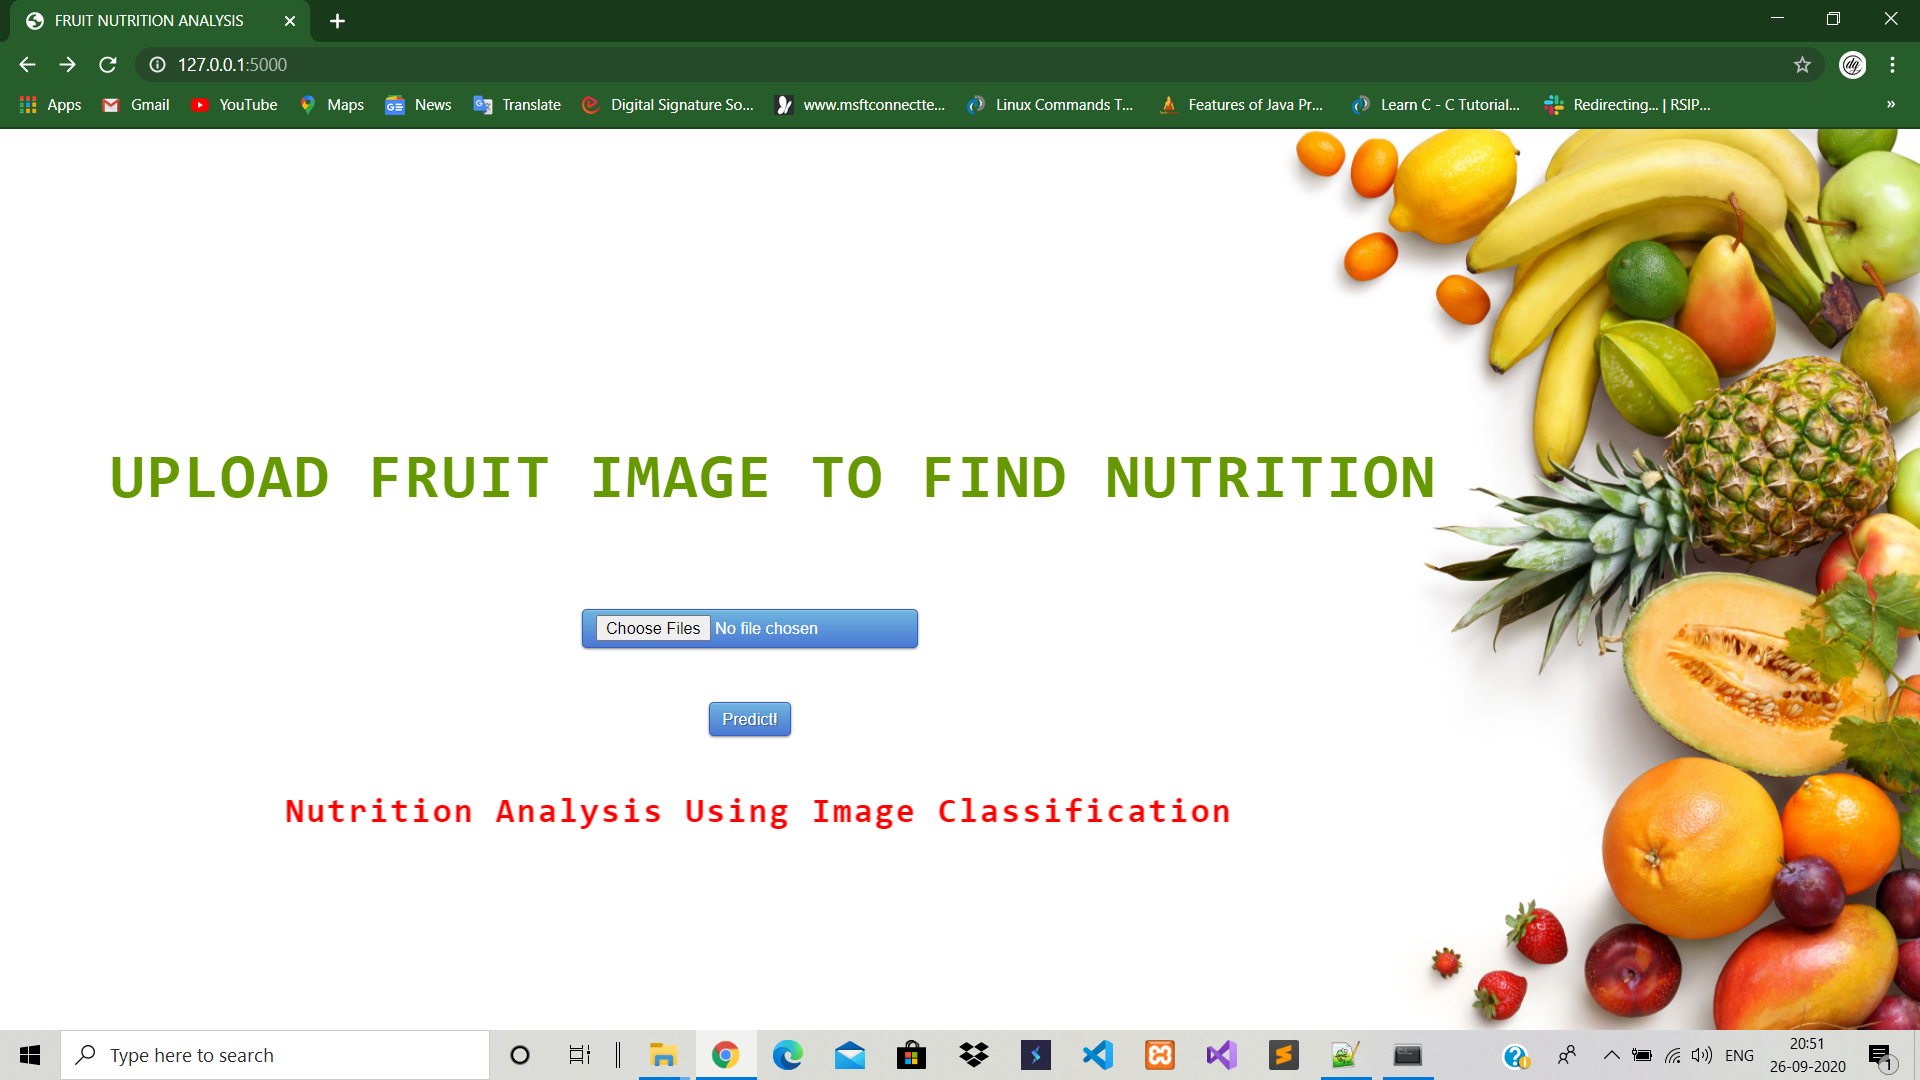 FRUIT NUTRITION ANALYSIS
127.0.0.1:5000
Apps Gmail YouTube Maps News Translate Digital Signature So... www.msftconnectte... Linux Commands T... Features of Java Pr... Learn C - C Tutorial... Redirecting... | RSIP... »
UPLOAD FRUIT IMAGE TO FIND NUTRITION
Choose Files No file chosen
Predict!
Nutrition Analysis Using Image Classification
Type here to search
ENG
20:51
26-09-2020
1